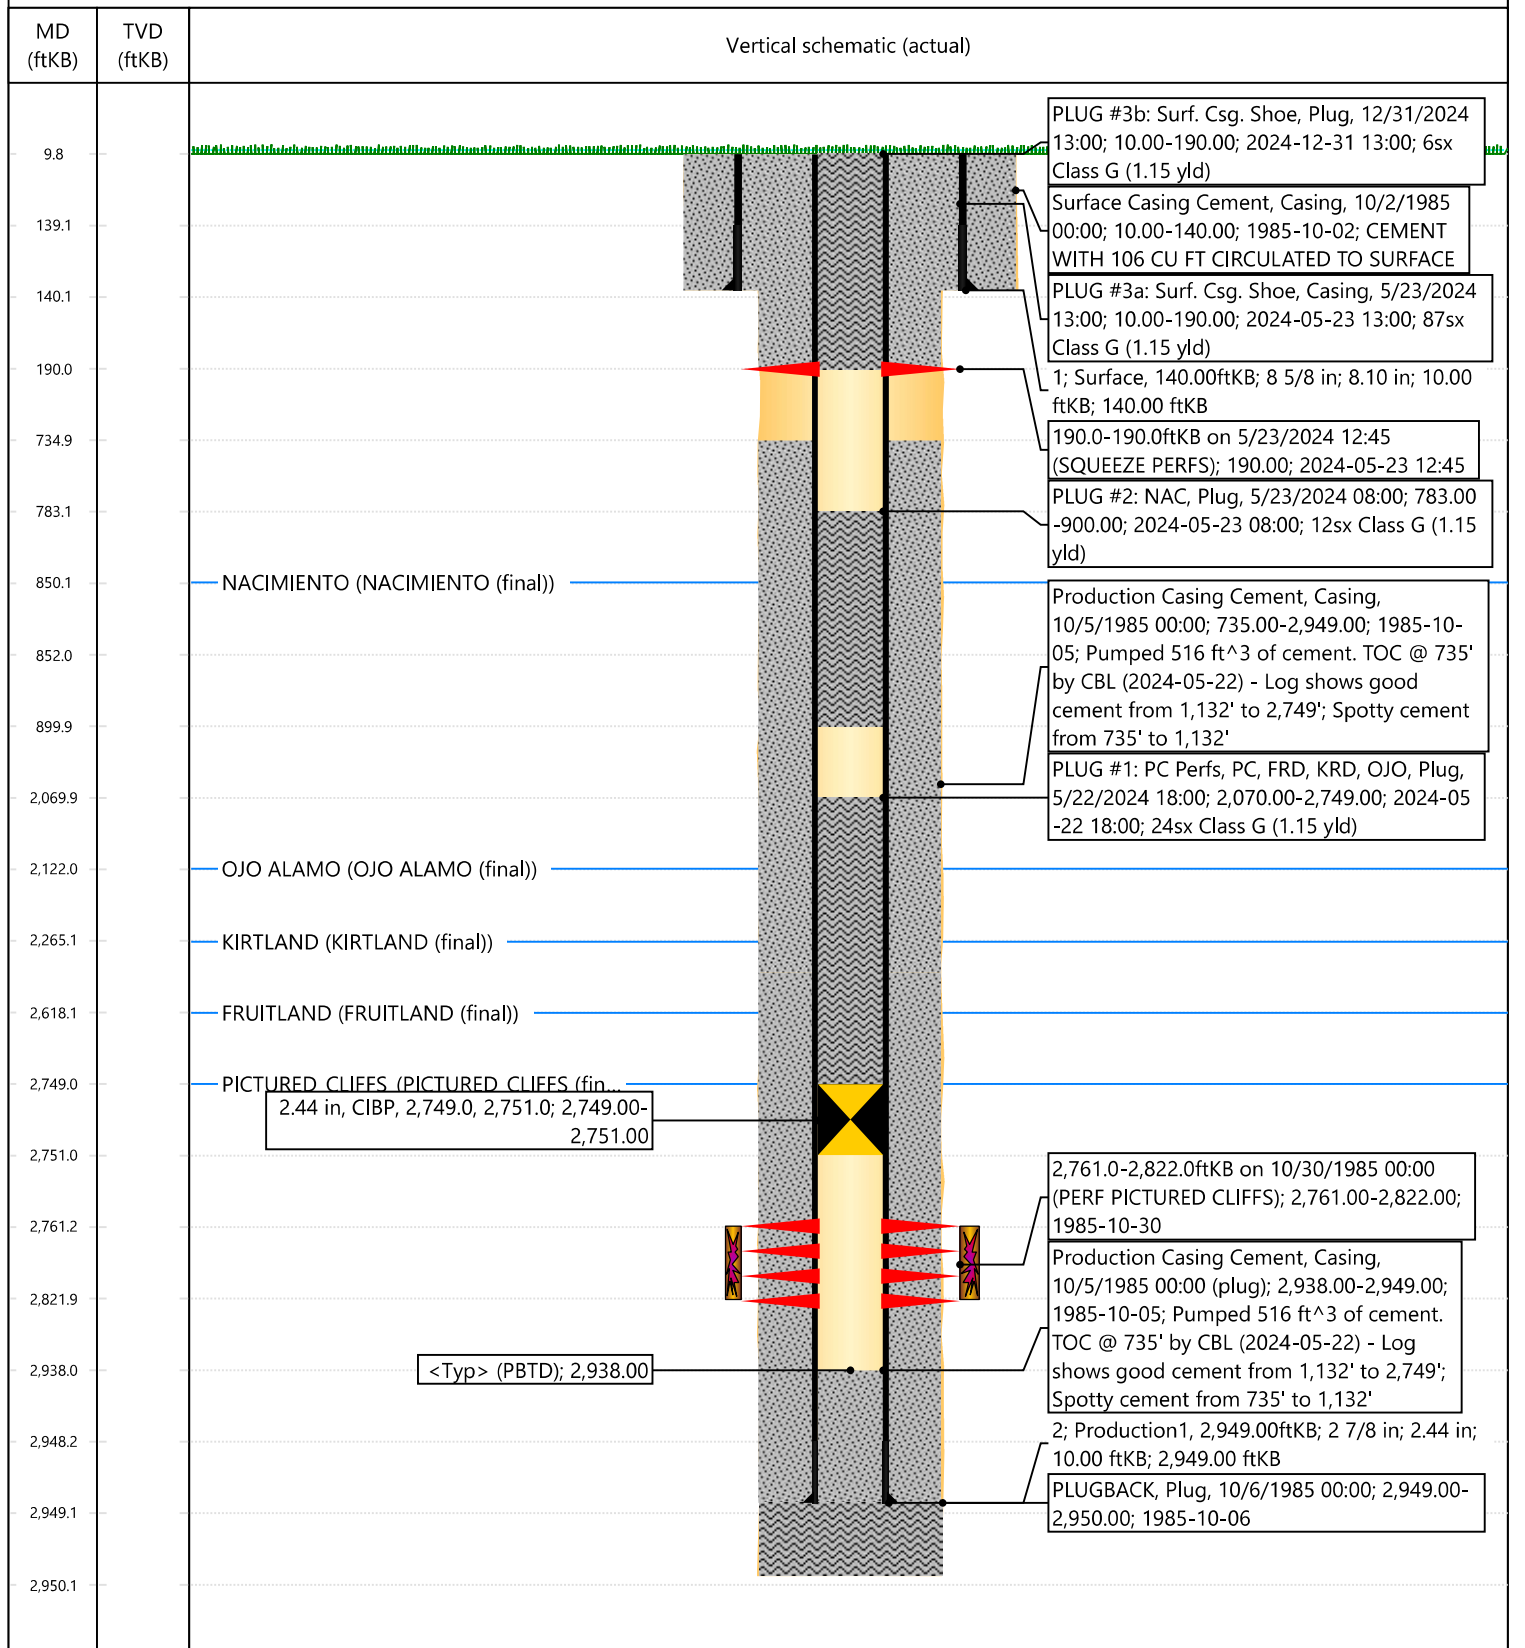 MD
(ftKB)
TVD
(ftKB)
Vertical schematic (actual)
9.8
139.1
140.1
190.0
734.9
783.1
850.1
852.0
899.9
2,069.9
2,122.0
2,265.1
2,618.1
2,749.0
2,751.0
2,761.2
2,821.9
2,938.0
2,948.2
2,949.1
2,950.1
NACIMIENTO (NACIMIENTO (final))
OJO ALAMO (OJO ALAMO (final))
KIRTLAND (KIRTLAND (final))
FRUITLAND (FRUITLAND (final))
PICTURED CLIFFS (PICTURED CLIFFS (fin...
2.44 in, CIBP, 2,749.0, 2,751.0; 2,749.00-
2,751.00
<Typ> (PBTD); 2,938.00
PLUG #3b: Surf. Csg. Shoe, Plug, 12/31/2024
13:00; 10.00-190.00; 2024-12-31 13:00; 6sx
Class G (1.15 yld)
Surface Casing Cement, Casing, 10/2/1985
00:00; 10.00-140.00; 1985-10-02; CEMENT
WITH 106 CU FT CIRCULATED TO SURFACE
PLUG #3a: Surf. Csg. Shoe, Casing, 5/23/2024
13:00; 10.00-190.00; 2024-05-23 13:00; 87sx
Class G (1.15 yld)
1; Surface, 140.00ftKB; 8 5/8 in; 8.10 in; 10.00
ftKB; 140.00 ftKB
190.0-190.0ftKB on 5/23/2024 12:45
(SQUEEZE PERFS); 190.00; 2024-05-23 12:45
PLUG #2: NAC, Plug, 5/23/2024 08:00; 783.00
-900.00; 2024-05-23 08:00; 12sx Class G (1.15
yld)
Production Casing Cement, Casing,
10/5/1985 00:00; 735.00-2,949.00; 1985-10-
05; Pumped 516 ft^3 of cement. TOC @ 735'
by CBL (2024-05-22) - Log shows good
cement from 1,132' to 2,749'; Spotty cement
from 735' to 1,132'
PLUG #1: PC Perfs, PC, FRD, KRD, OJO, Plug,
5/22/2024 18:00; 2,070.00-2,749.00; 2024-05
-22 18:00; 24sx Class G (1.15 yld)
2,761.0-2,822.0ftKB on 10/30/1985 00:00
(PERF PICTURED CLIFFS); 2,761.00-2,822.00;
1985-10-30
Production Casing Cement, Casing,
10/5/1985 00:00 (plug); 2,938.00-2,949.00;
1985-10-05; Pumped 516 ft^3 of cement.
TOC @ 735' by CBL (2024-05-22) - Log
shows good cement from 1,132' to 2,749';
Spotty cement from 735' to 1,132'
2; Production1, 2,949.00ftKB; 2 7/8 in; 2.44 in;
10.00 ftKB; 2,949.00 ftKB
PLUGBACK, Plug, 10/6/1985 00:00; 2,949.00-
2,950.00; 1985-10-06